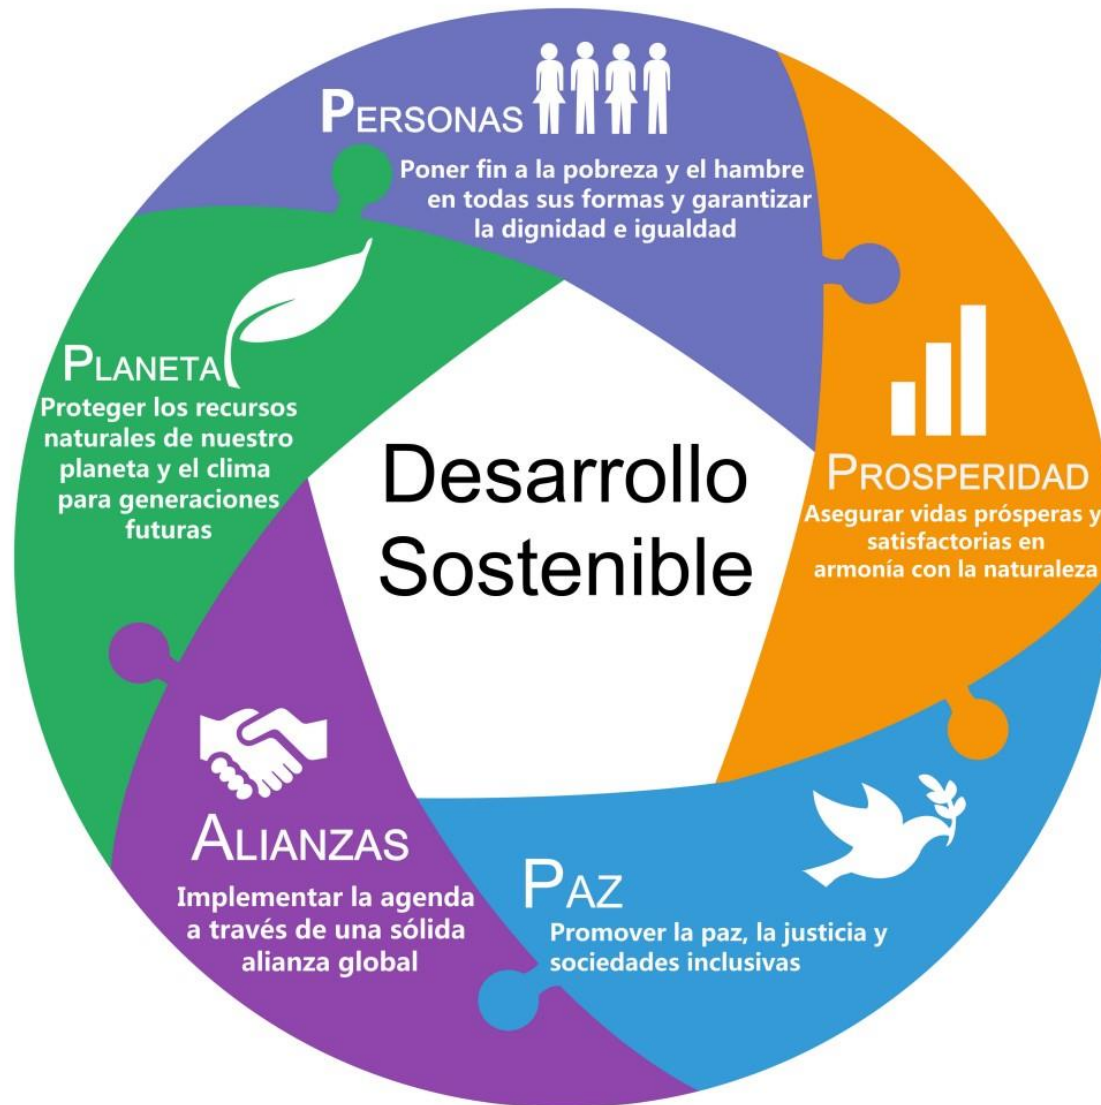 PERSONAS
Poner fin a la pobreza y el hambre
en todas sus formas y garantizar
la dignidad e igualdad
PLANETA
Proteger los recursos
naturales de nuestro
planeta y el clima
para generaciones
futuras
Desarrollo
Sostenible
PROSPERIDAD
Asegurar vidas prósperas y
satisfactorias en
armonía con la naturaleza
ALIANZAS
Implementar la agenda
a través de una sólida
alianza global
PAZ
Promover la paz, la justicia y
sociedades inclusivas